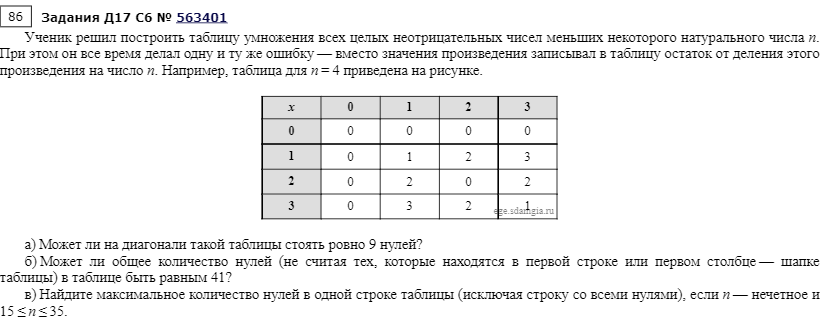 86 Задания Д17 C6 № 563401
Ученик решил построить таблицу умножения всех целых неотрицательных чисел меньших некоторого натурального числа n.
При этом он все время делал одну и ту же ошибку — вместо значения произведения записывал в таблицу остаток от деления этого
произведения на число n. Например, таблица для n = 4 приведена на рисунке.
x 0 1 2 3
0 0 0 0 0
1 0 1 2 3
2 0 2 0 2
3 0 3 2 1
ege.sdamgia.ru
а) Может ли на диагонали такой таблицы стоять ровно 9 нулей?
б) Может ли общее количество нулей (не считая тех, которые находятся в первой строке или первом столбце — шапке
таблицы) в таблице быть равным 41?
в) Найдите максимальное количество нулей в одной строке таблицы (исключая строку со всеми нулями), если n — нечетное и
15 ≤ n ≤ 35.